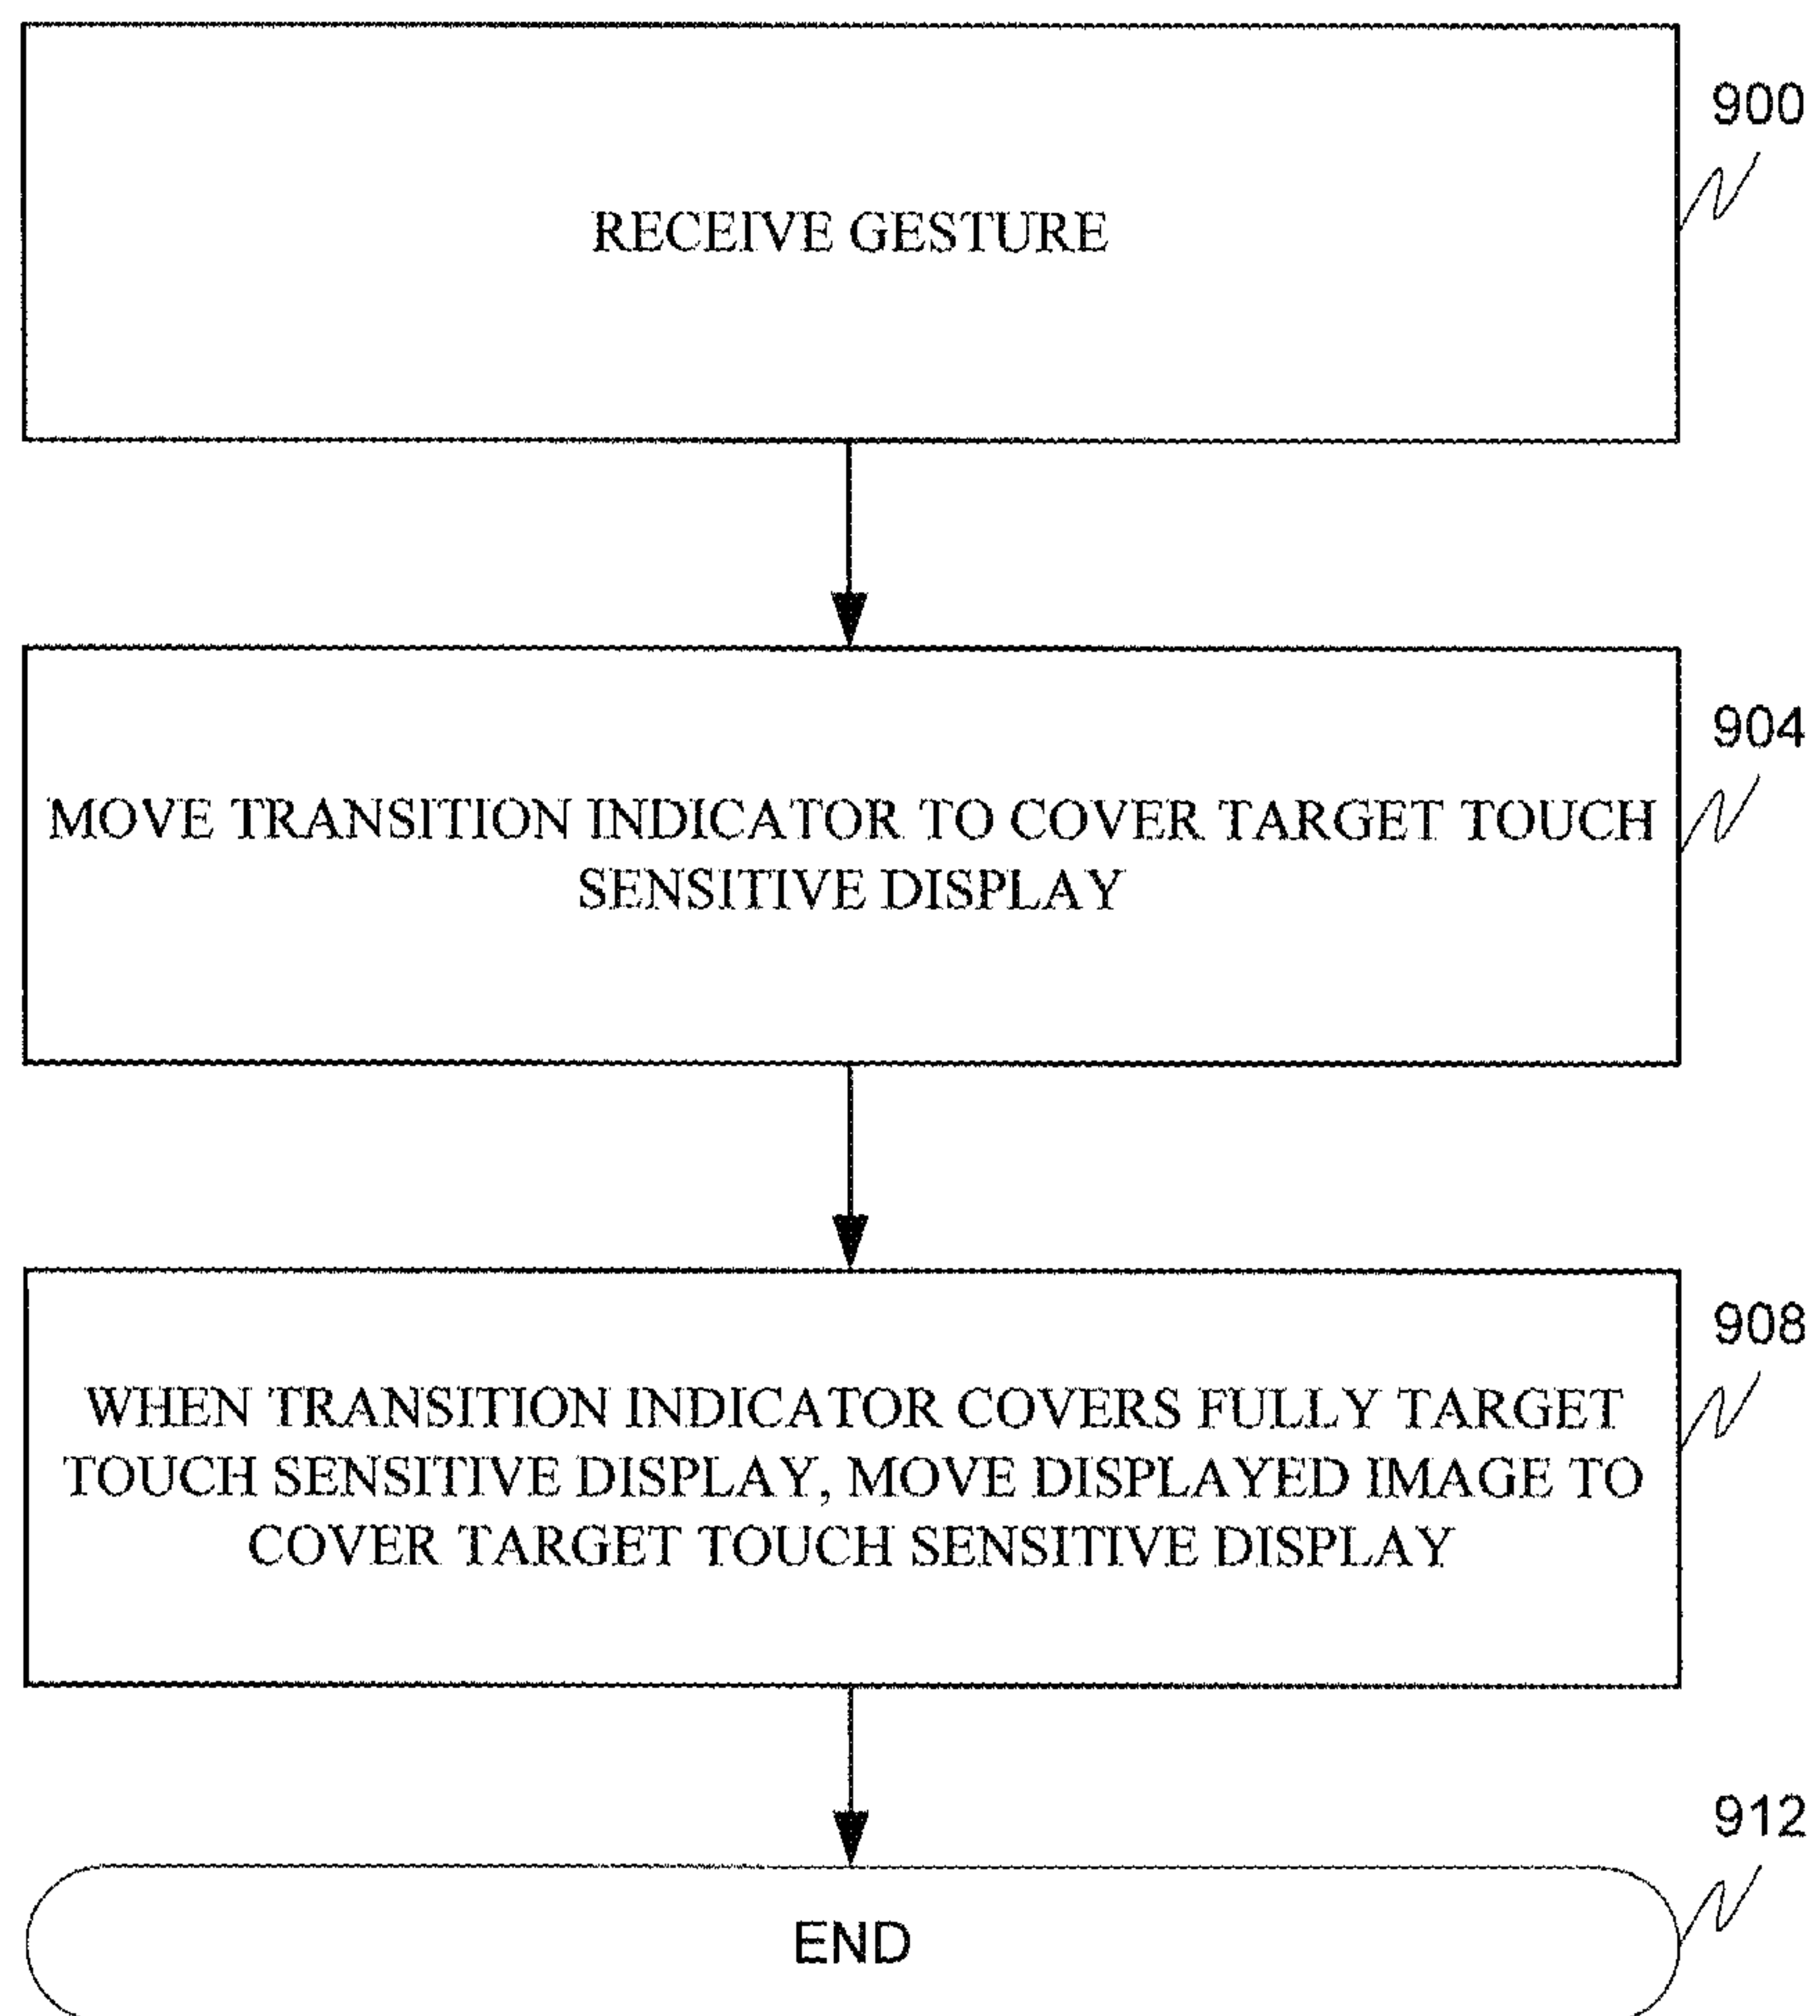 900
RECEIVE GESTURE
904
MOVE TRANSITION INDICATOR TO COVER TARGET TOUCH
SENSITIVE DISPLAY
908
WHEN TRANSITION INDICATOR COVERS FULLY TARGET
TOUCH SENSITIVE DISPLAY, MOVE DISPLAYED IMAGE TO
COVER TARGET TOUCH SENSITIVE DISPLAY
912
END